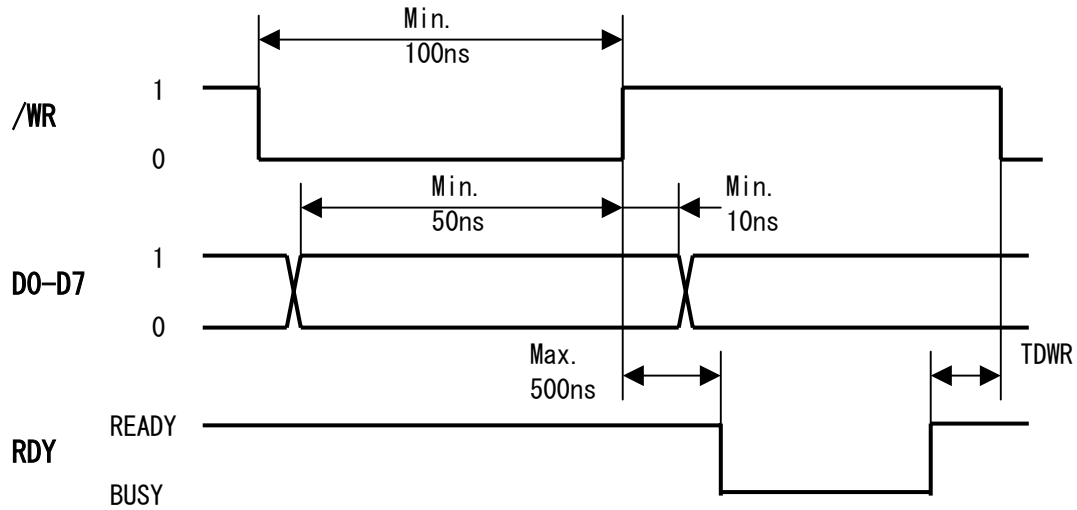 Min.
100ns
1
/WR
0
Min.
50ns
Min.
10ns
1
D0-D7
0
Max.
500ns
TDWR
READY
RDY
BUSY